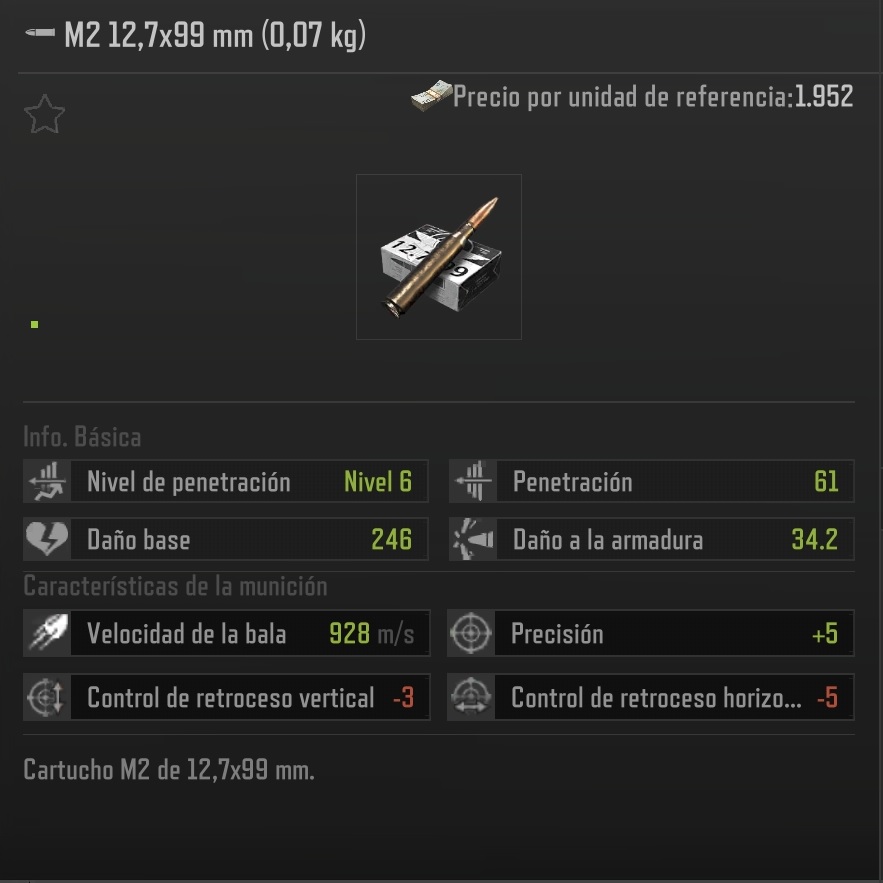 M2 12,7x99 mm (0,07 kg)
Precio por unidad de referencia:1.952
12.7
99
Info. Básica
Nivel de penetración Nivel 6
Penetración 61
Daño base 246
Daño a la armadura 34.2
Características de la munición
Velocidad de la bala 928 m/s
Precisión +5
Control de retroceso vertical -3
Control de retroceso horizo... -5
Cartucho M2 de 12,7x99 mm.